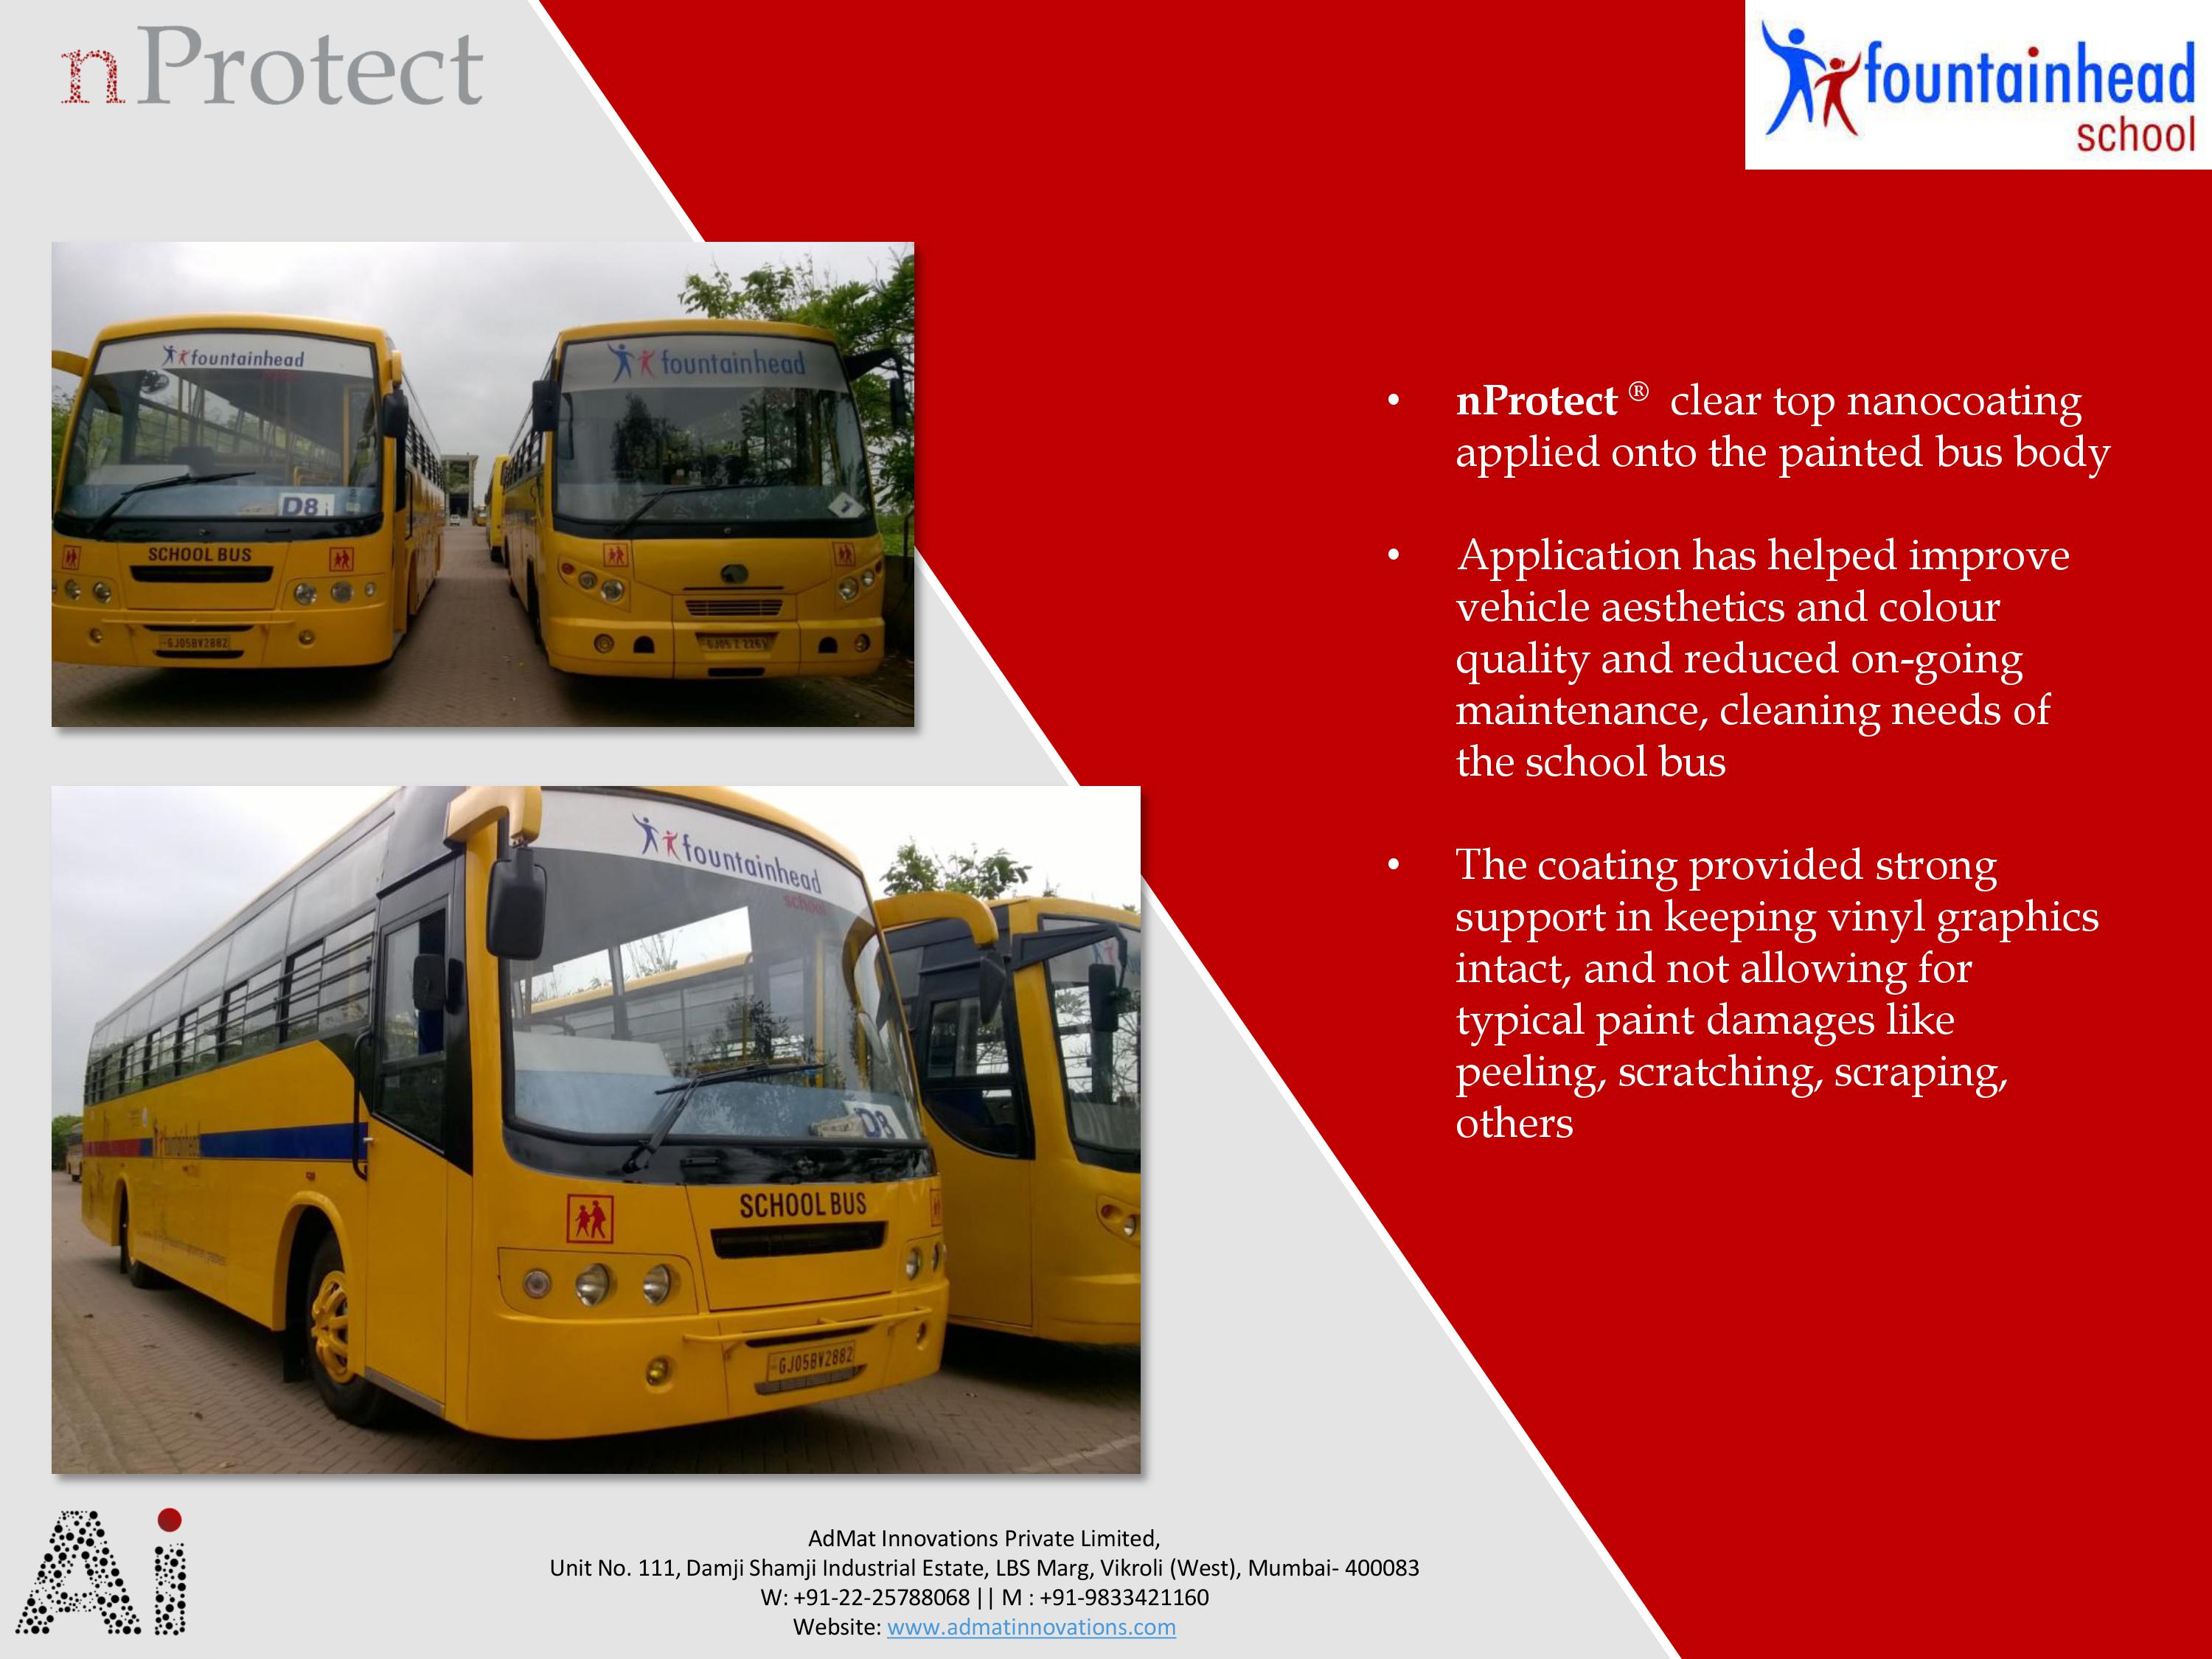 nProtect
fountainhead
school
fountainhead
fountainhead
D8
SCHOOL BUS
GJ05BV2882
• nProtect ® clear top nanocoating
applied onto the painted bus body
• Application has helped improve
vehicle aesthetics and colour
quality and reduced on-going
maintenance, cleaning needs of
the school bus
• The coating provided strong
support in keeping vinyl graphics
intact, and not allowing for
typical paint damages like
peeling, scratching, scraping,
others
fountainhead
school
D8
SCHOOL BUS
GJ05BV2882
Ai
AdMat Innovations Private Limited,
Unit No. 111, Damji Shamji Industrial Estate, LBS Marg, Vikroli (West), Mumbai- 400083
W: +91-22-25788068 || M : +91-9833421160
Website: www.admatinnovations.com